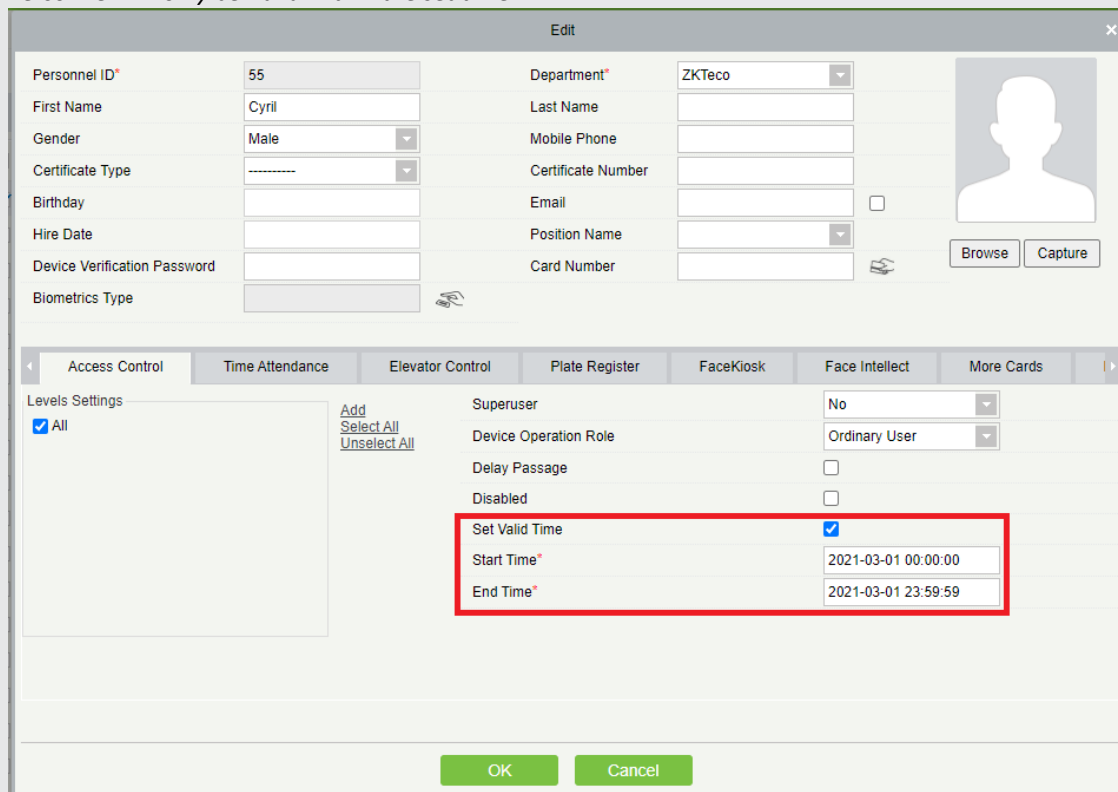 Edit
Personnel ID* 55 Department* ZKTeco
First Name Cyril Last Name
Gender Male Mobile Phone
Certificate Type ---------- Certificate Number
Birthday Email
Hire Date Position Name
Browse Capture
Device Verification Password Card Number
Biometrics Type
Access Control Time Attendance Elevator Control Plate Register FaceKiosk Face Intellect More Cards
Levels Settings Add Superuser No
All Select All
Unselect All Device Operation Role Ordinary User
Delay Passage
Disabled
Set Valid Time
Start Time* 2021-03-01 00:00:00
End Time* 2021-03-01 23:59:59
OK Cancel